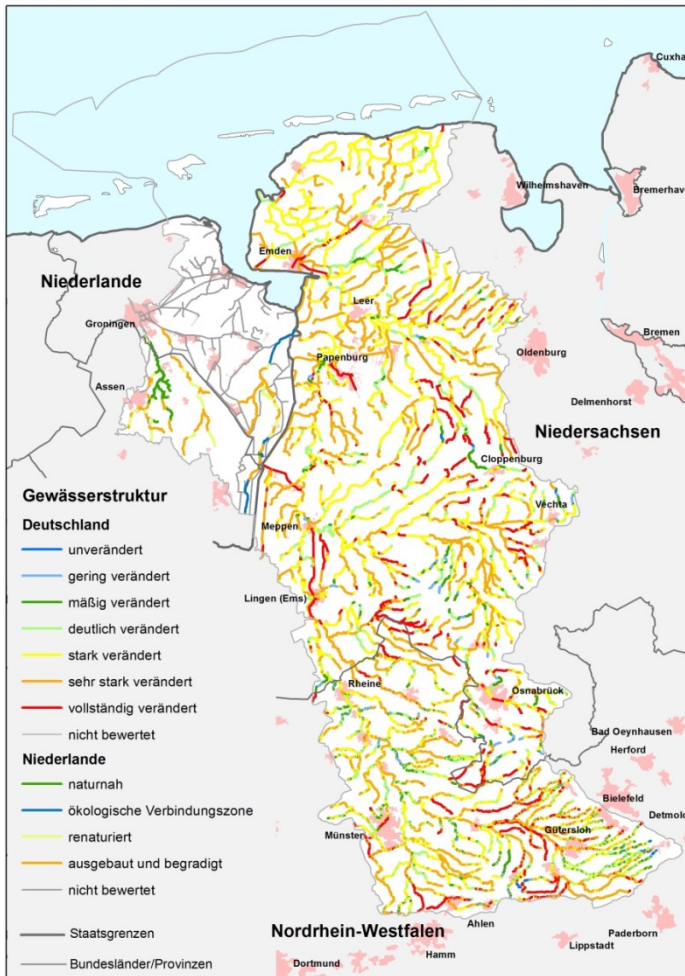 Cuxha
Wilhelmshaven
Bremerhav
Emden
Niederlande
Groningen
Leer
Bremen
Papenburg
Oldenburg
Assen
Delmenhorst
Niedersachsen
Cloppenburg
Vechta
Meppen
Lingen (Ems)
Gewässerstruktur
Deutschland
unverändert
gering verändert
mäßig verändert
deutlich verändert
stark verändert
sehr stark verändert
vollständig verändert
nicht bewertet
Niederlande
naturnah
ökologische Verbindungszone
renaturiert
ausgebaut und begradigt
nicht bewertet
Staatsgrenzen
Bundesländer/Provinzen
Rheine
Osnabrück
Bad Oeynhausen
Herford
Bielefeld
Detmold
Münster
Gütersloh
Nordrhein-Westfalen
Ahlen
Paderborn
Lippstadt
Hamm
Dortmund